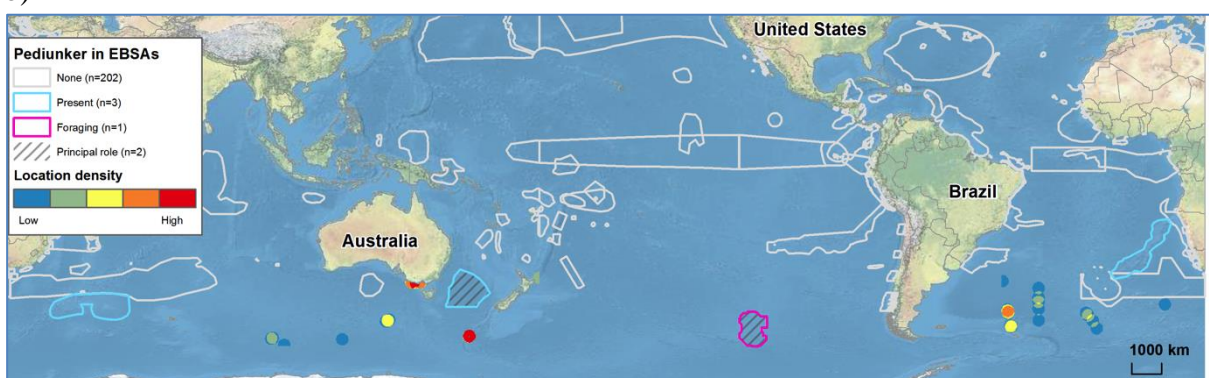 Pediunker in EBSAs
None (n=202)
Present (n=3)
Foraging (n=1)
Principal role (n=2)
Location density
Low
High
United States
Australia
Brazil
1000 km